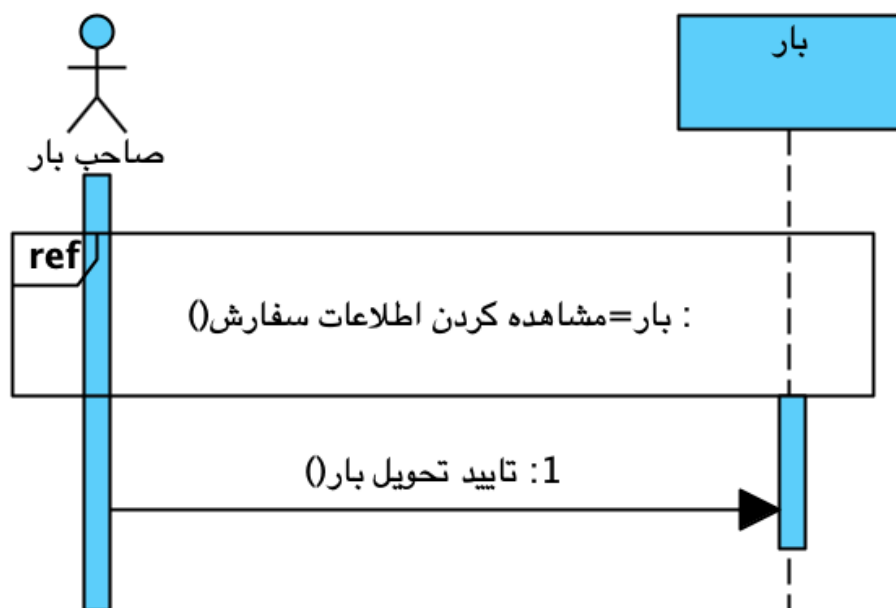 بار
صاحب بار
ref
: بار=مشاهده کردن اطلاعات سفارش()
1: تایید تحویل بار()